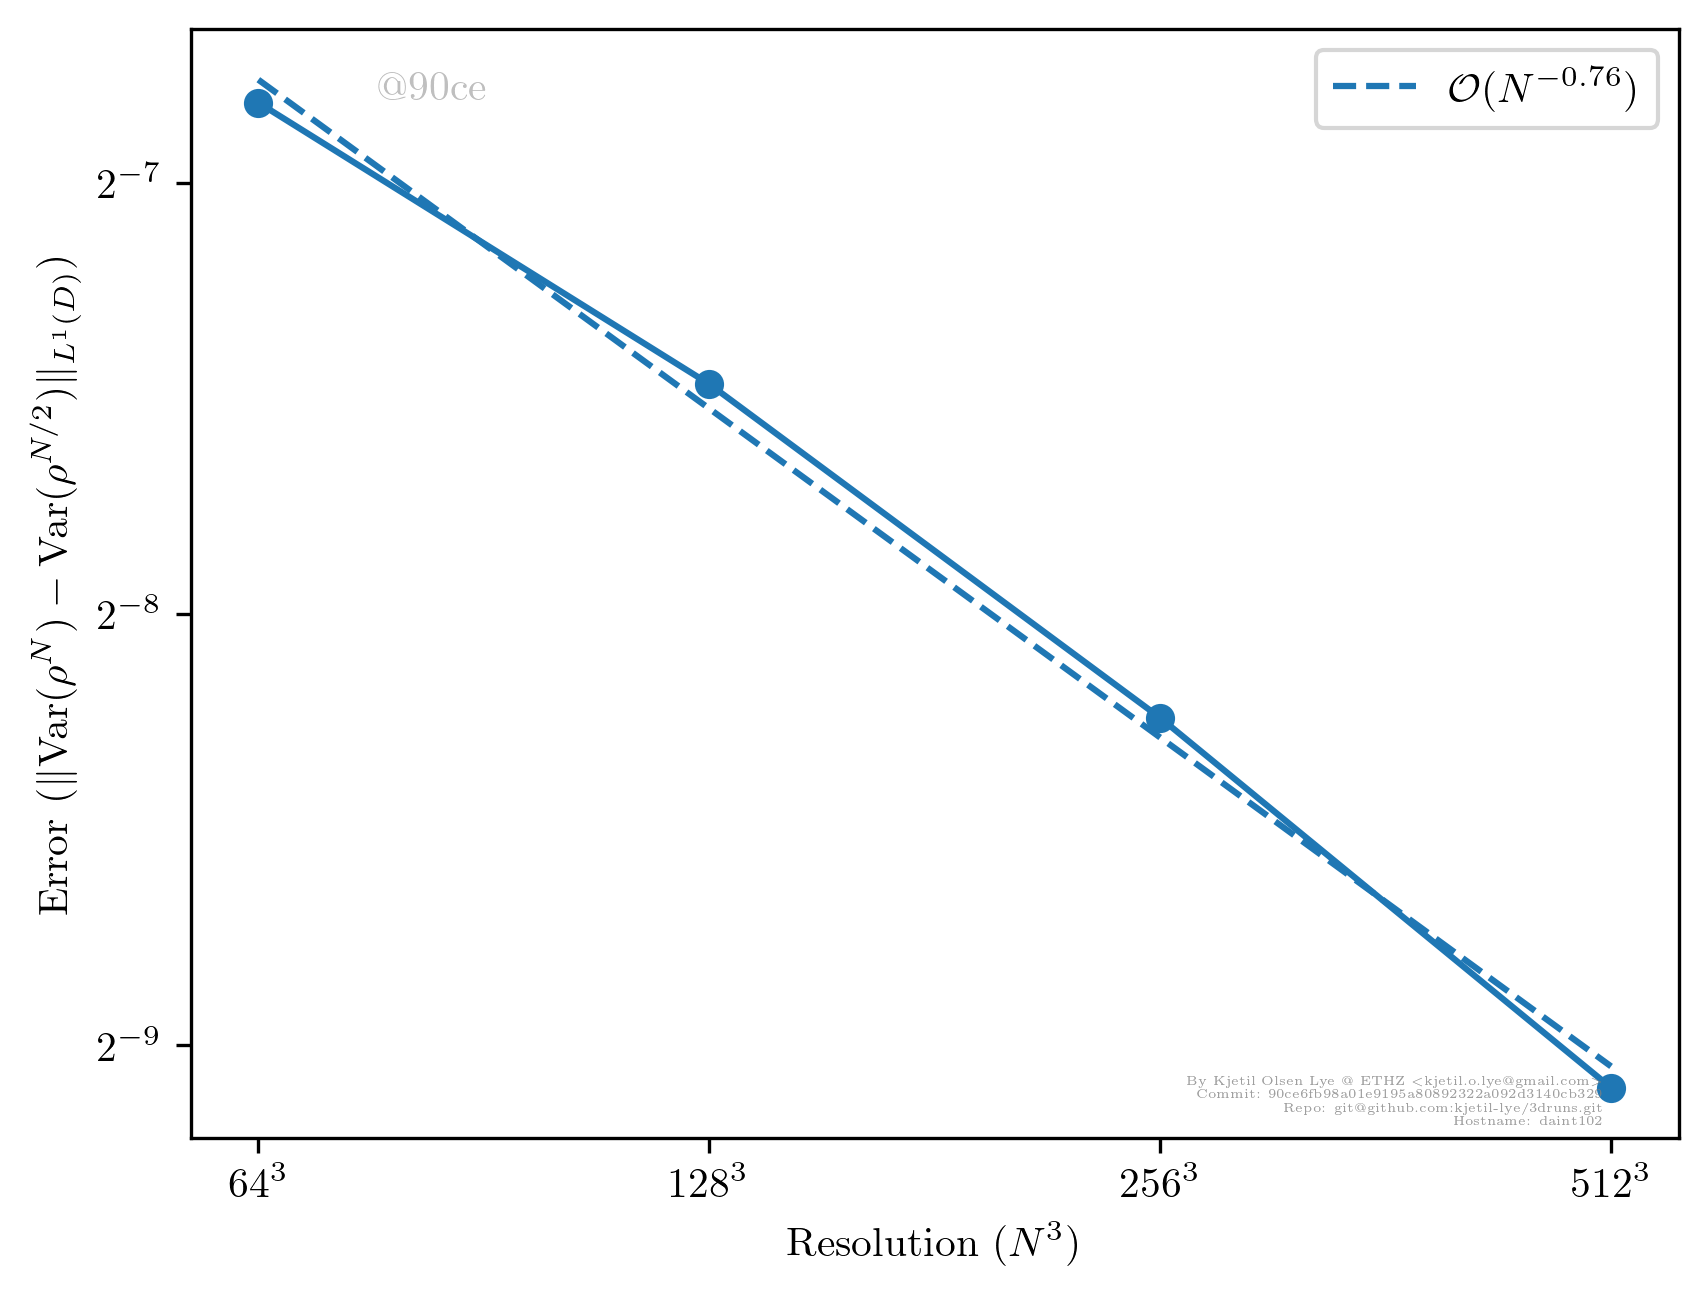 @90ce
O(N^{-0.76})
2^{-7}
2^{-8}
2^{-9}
Error (||Var(ρ^N) − Var(ρ^{N/2})||_{L^1(D)})
64^3
128^3
256^3
512^3
Resolution (N^3)
By Kjetil Olsen Lye @ ETHZ <kjetil.o.lye@gmail.com>
Commit: 90ce6fb98a01e9195a80892322a092d3140cb329
Repo: git@github.com:kjetil-lye/3druns.git
Hostname: daint102